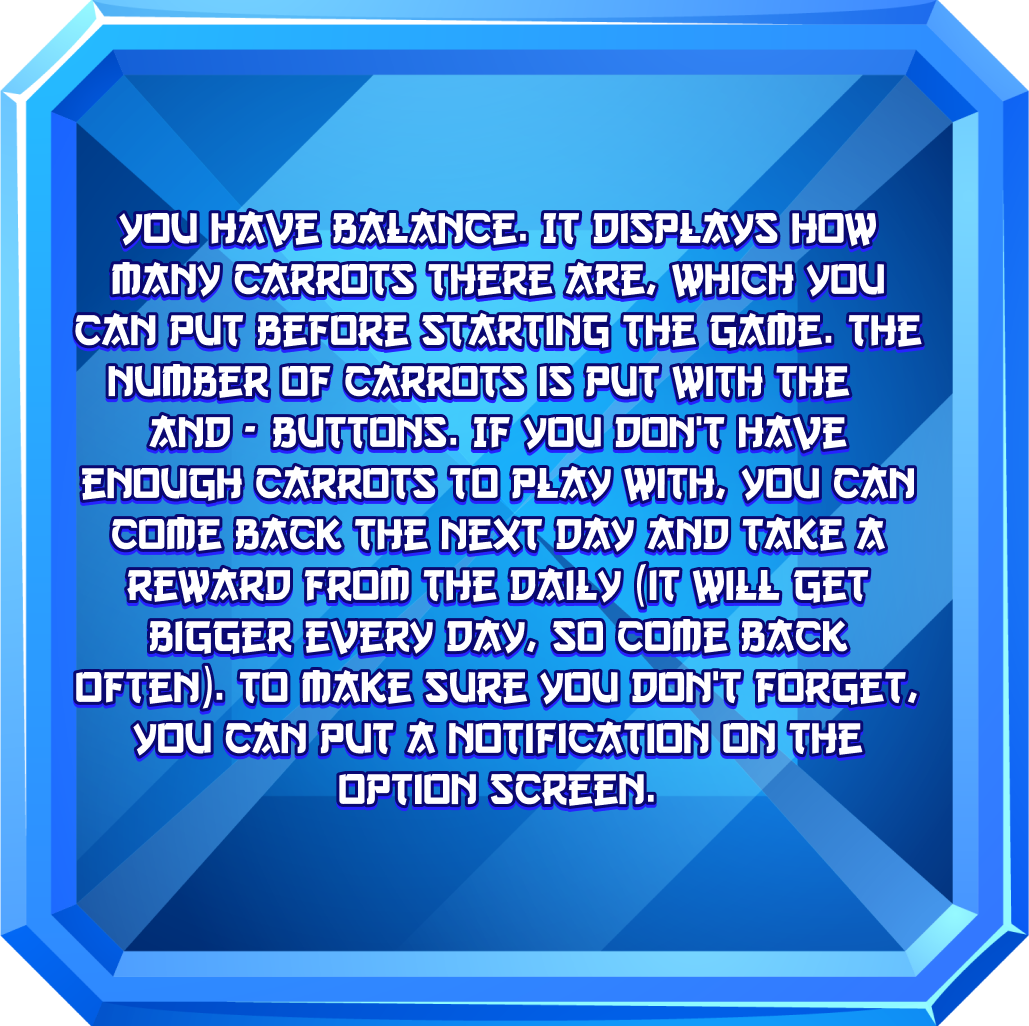 YOU HAVE BALANCE. IT DISPLAYS HOW
MANY CARROTS THERE ARE, WHICH YOU
CAN PUT BEFORE STARTING THE GAME. THE
NUMBER OF CARROTS IS PUT WITH THE
AND - BUTTONS. IF YOU DON'T HAVE
ENOUGH CARROTS TO PLAY WITH, YOU CAN
COME BACK THE NEXT DAY AND TAKE A
REWARD FROM THE DAILY (IT WILL GET
BIGGER EVERY DAY, SO COME BACK
OFTEN). TO MAKE SURE YOU DON'T FORGET,
YOU CAN PUT A NOTIFICATION ON THE
OPTION SCREEN.